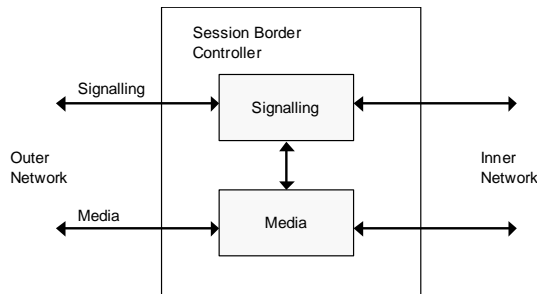 Session Border
Controller
Signalling
Signalling
Outer
Network
Inner
Network
Media
Media